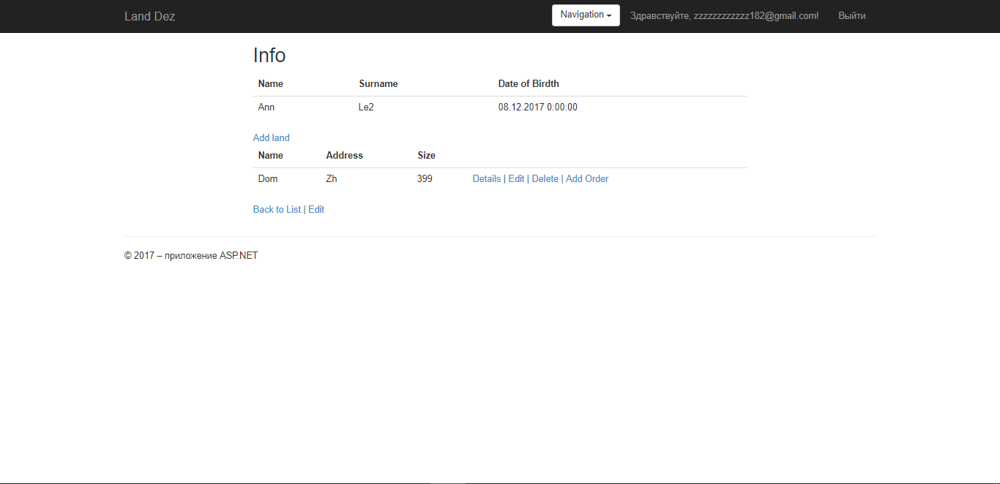 Land Dez Navigation Здравствуйте, zzzzzzzzzzzz182@gmail.com! Выйти
Info
Name Surname Date of Birdth
Ann Le2 08.12.2017 0:00:00
Add land
Name Address Size
Dom Zh 399 Details | Edit | Delete | Add Order
Back to List | Edit
© 2017 – приложение ASP.NET